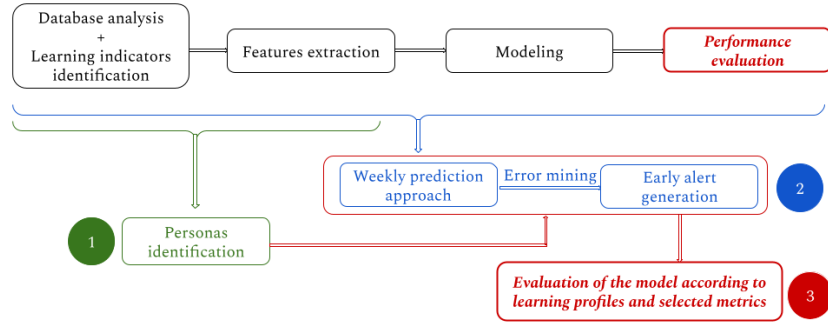 Database analysis
+
Learning indicators
identification
Features extraction
Modeling
Performance
evaluation
Weekly prediction
approach
Error mining
Early alert
generation
2
1
Personas
identification
Evaluation of the model according to
learning profiles and selected metrics
3